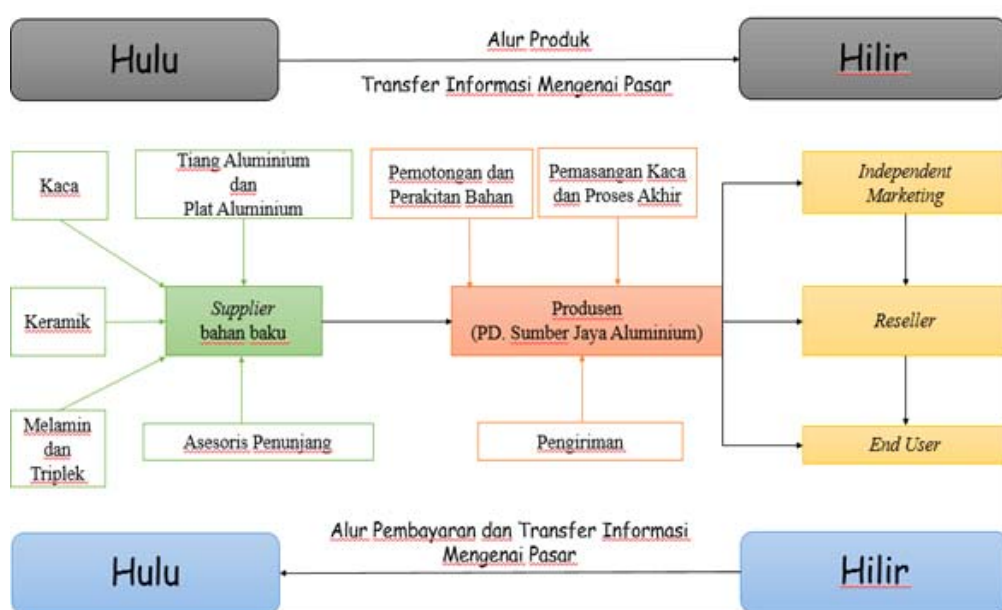 Hulu
Alur Produk
Transfer Informasi Mengenai Pasar
Hilir
Kaca
Tiang Aluminium
dan
Plat Aluminium
Pemotongan dan
Perakitan Bahan
Pemasangan Kaca
dan Proses Akhir
Independent
Marketing
Keramik
Supplier
bahan baku
Produsen
(PD. Sumber Jaya Aluminium)
Reseller
Melamin
dan
Triplek
Asesoris Penunjang
Pengiriman
End User
Hulu
Alur Pembayaran dan Transfer Informasi
Mengenai Pasar
Hilir